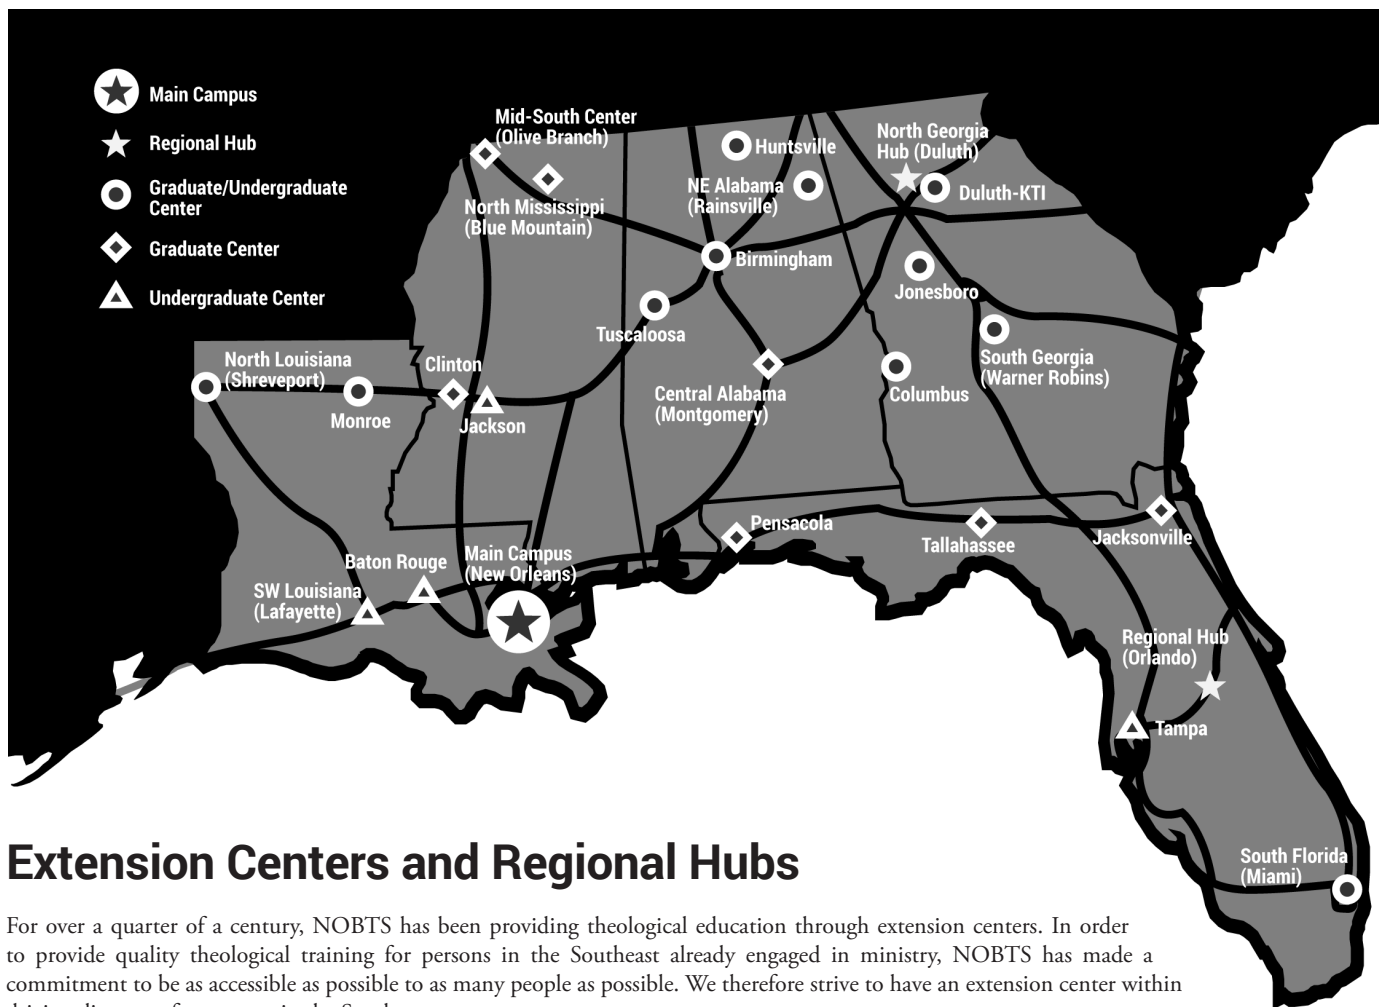 Main Campus
Regional Hub
Graduate/Undergraduate
Center
Graduate Center
Undergraduate Center
Mid-South Center
(Olive Branch)
North Mississippi
(Blue Mountain)
Huntsville
NE Alabama
(Rainsville)
North Georgia
Hub (Duluth)
Duluth-KTI
Birmingham
Jonesboro
Tuscaloosa
North Louisiana
(Shreveport)
Monroe
Clinton
Jackson
Central Alabama
(Montgomery)
Columbus
South Georgia
(Warner Robins)
Pensacola
Tallahassee
Jacksonville
Baton Rouge
SW Louisiana
(Lafayette)
Main Campus
(New Orleans)
Regional Hub
(Orlando)
Tampa
South Florida
(Miami)
Extension Centers and Regional Hubs
For over a quarter of a century, NOBTS has been providing theological education through extension centers. In order
to provide quality theological training for persons in the Southeast already engaged in ministry, NOBTS has made a
commitment to be as accessible as possible to as many people as possible. We therefore strive to have an extension center within